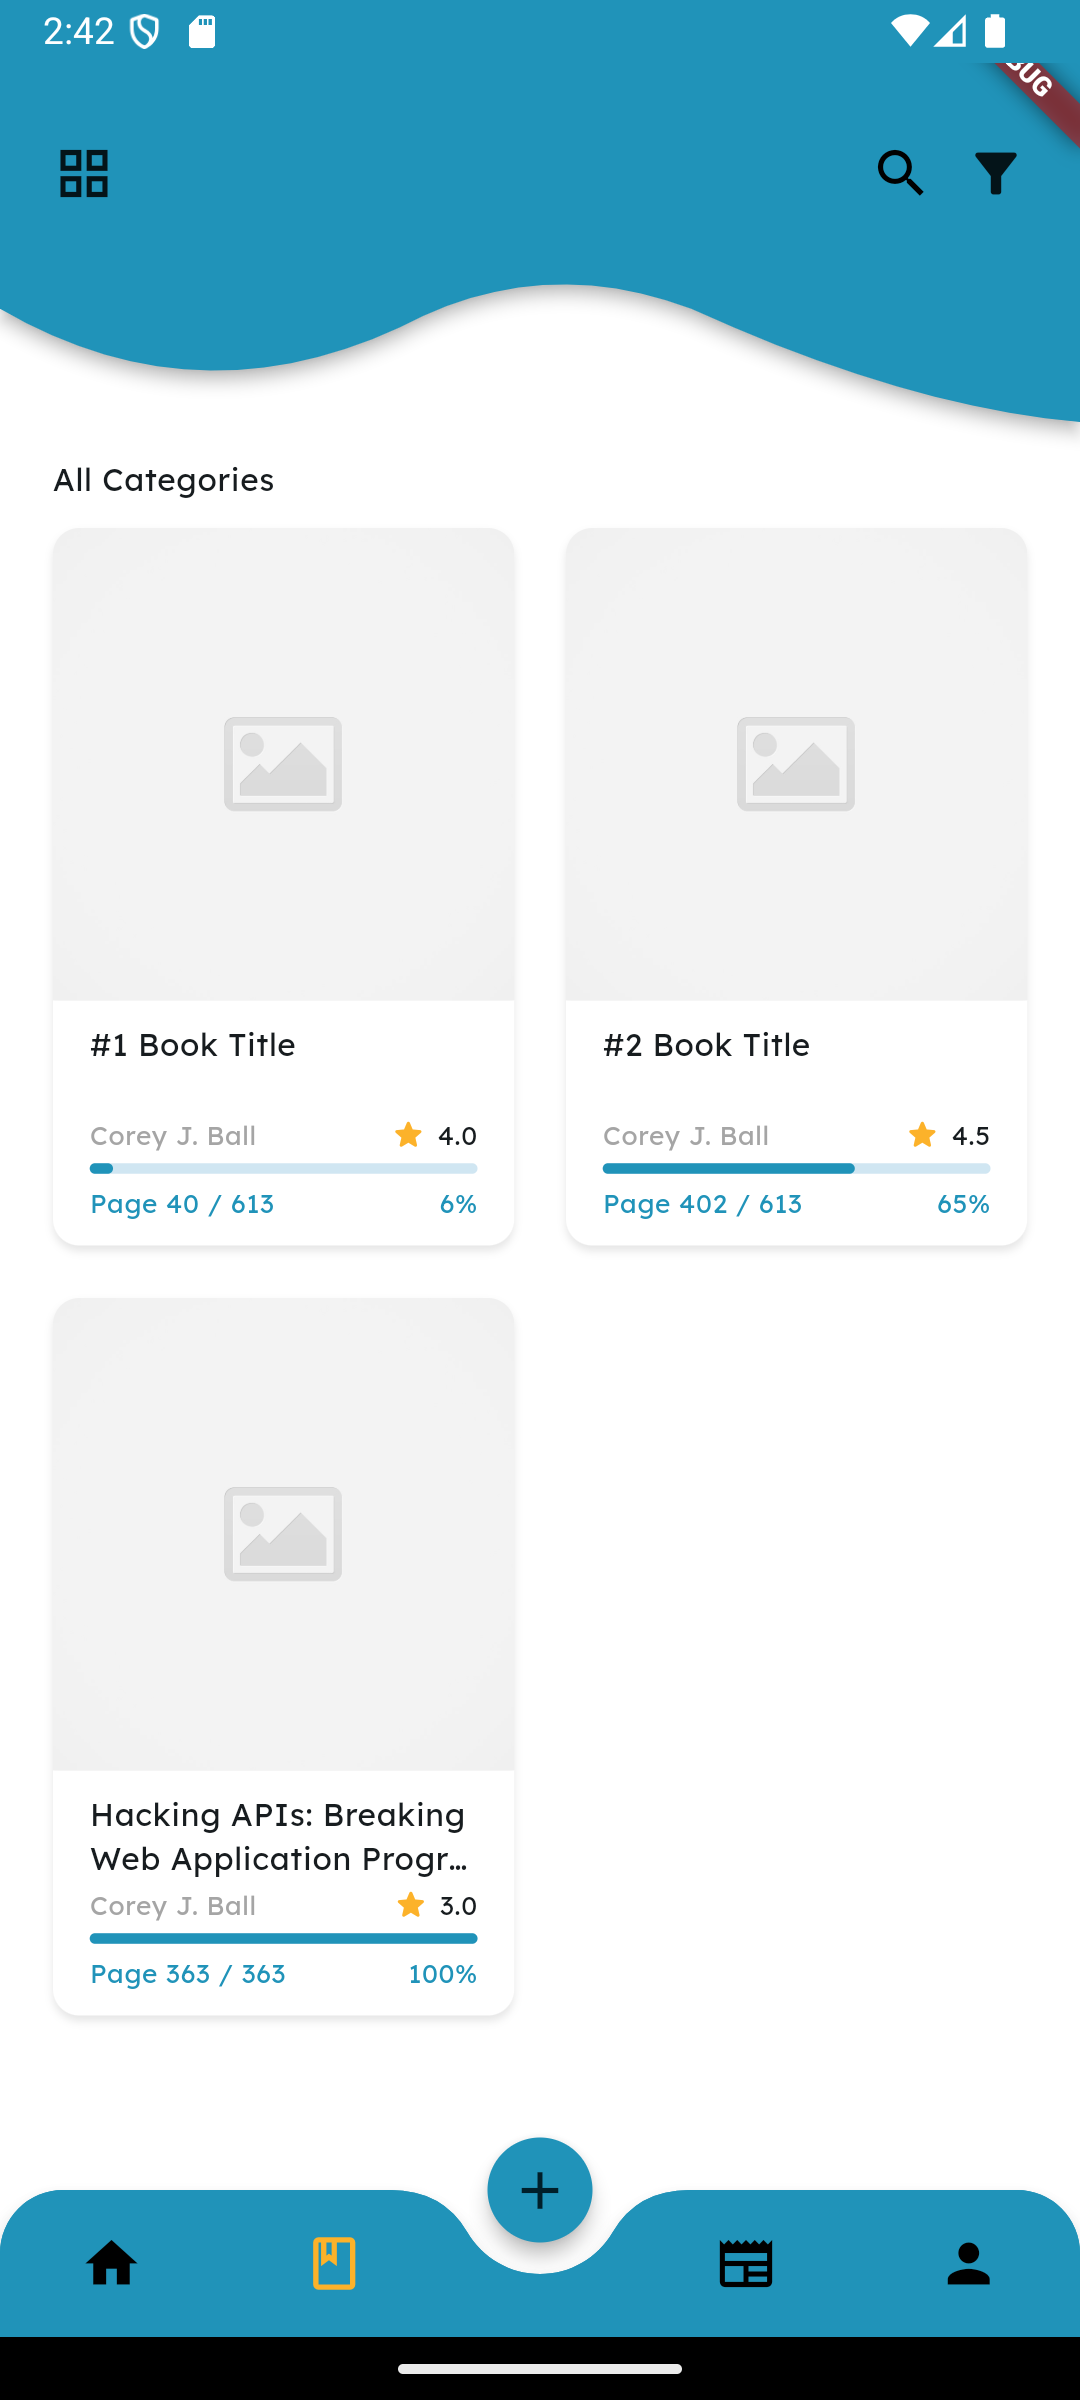 2:42
BUG
All Categories
#1 Book Title
Corey J. Ball 4.0
Page 40 / 613 6%
#2 Book Title
Corey J. Ball 4.5
Page 402 / 613 65%
Hacking APIs: Breaking
Web Application Progr...
Corey J. Ball 3.0
Page 363 / 363 100%